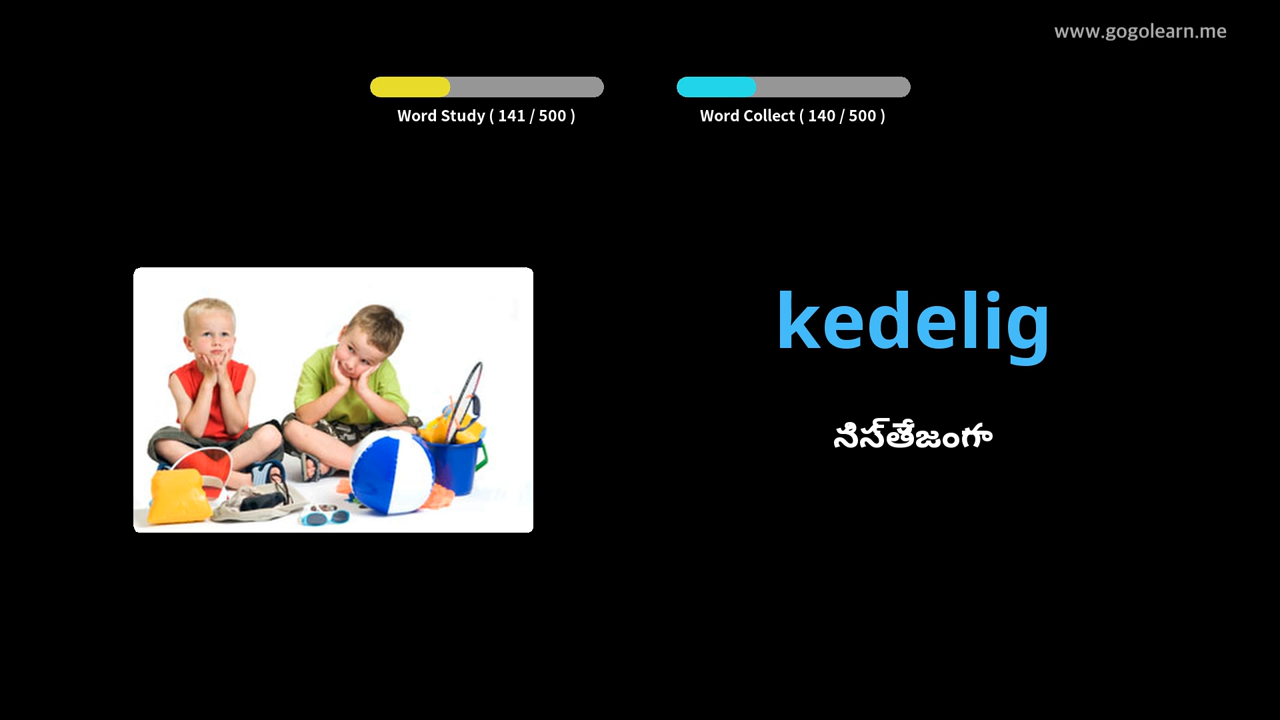 www.gogolearn.me
Word Study ( 141 / 500 )
Word Collect ( 140 / 500 )
kedelig
నిస్‌తేజంగా